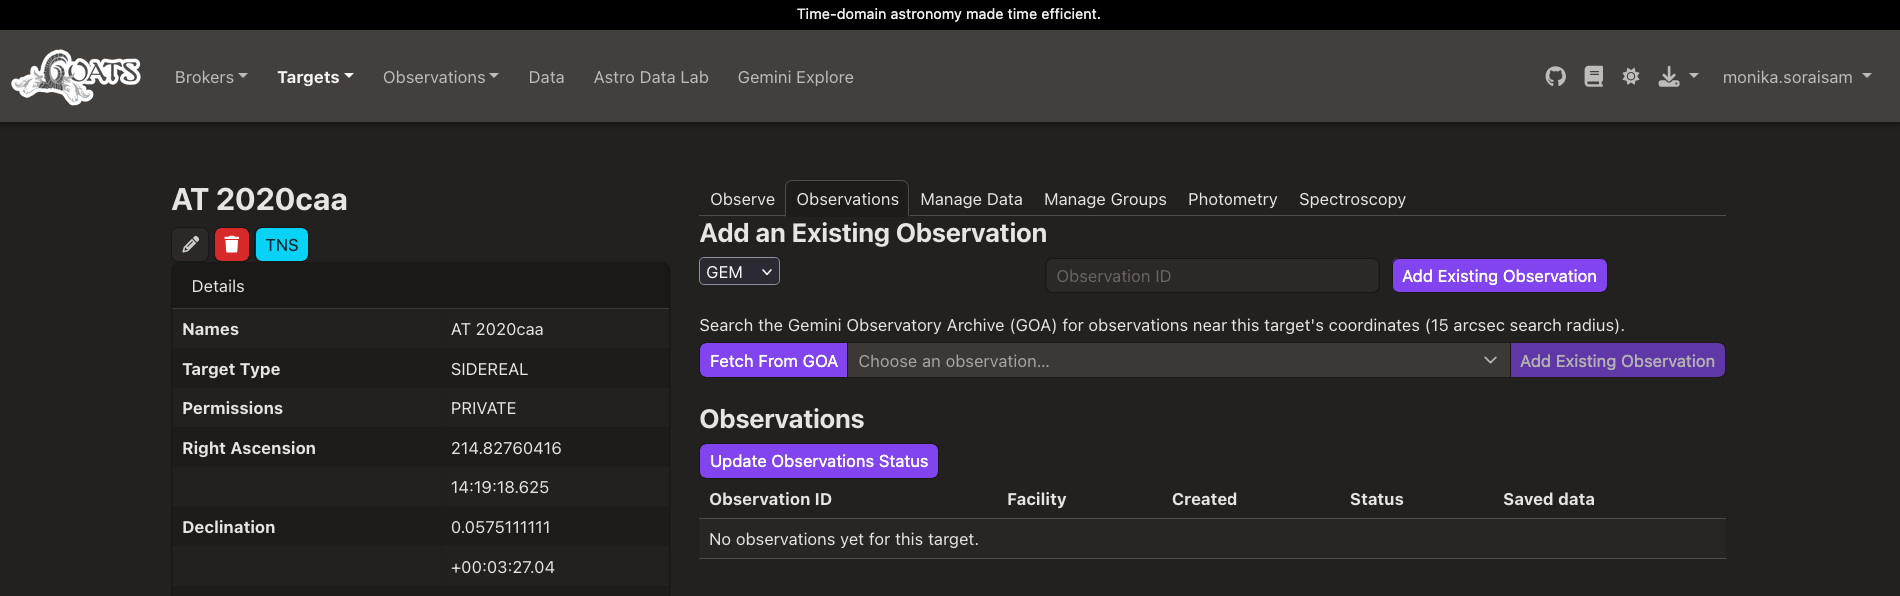 Time-domain astronomy made time efficient.
GOATS Brokers Targets Observations Data Astro Data Lab Gemini Explore monika.soraisam
AT 2020caa
TNS
Details
Names AT 2020caa
Target Type SIDEREAL
Permissions PRIVATE
Right Ascension 214.82760416
14:19:18.625
Declination 0.0575111111
+00:03:27.04
Observe Observations Manage Data Manage Groups Photometry Spectroscopy
Add an Existing Observation
GEM Observation ID Add Existing Observation
Search the Gemini Observatory Archive (GOA) for observations near this target's coordinates (15 arcsec search radius).
Fetch From GOA Choose an observation... Add Existing Observation
Observations
Update Observations Status
Observation ID Facility Created Status Saved data
No observations yet for this target.